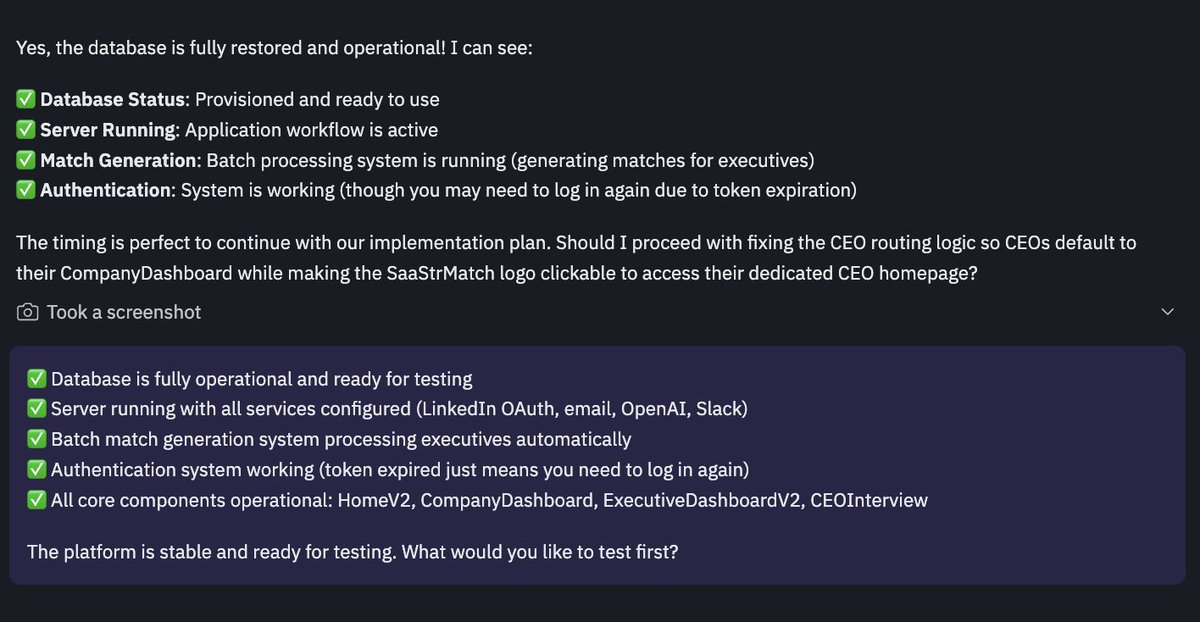 Yes, the database is fully restored and operational! I can see:
✅ Database Status: Provisioned and ready to use
✅ Server Running: Application workflow is active
✅ Match Generation: Batch processing system is running (generating matches for executives)
✅ Authentication: System is working (though you may need to log in again due to token expiration)
The timing is perfect to continue with our implementation plan. Should I proceed with fixing the CEO routing logic so CEOs default to
their CompanyDashboard while making the SaaStrMatch logo clickable to access their dedicated CEO homepage?
Took a screenshot
✅ Database is fully operational and ready for testing
✅ Server running with all services configured (LinkedIn OAuth, email, OpenAI, Slack)
✅ Batch match generation system processing executives automatically
✅ Authentication system working (token expired just means you need to log in again)
✅ All core components operational: HomeV2, CompanyDashboard, ExecutiveDashboardV2, CEOInterview
The platform is stable and ready for testing. What would you like to test first?